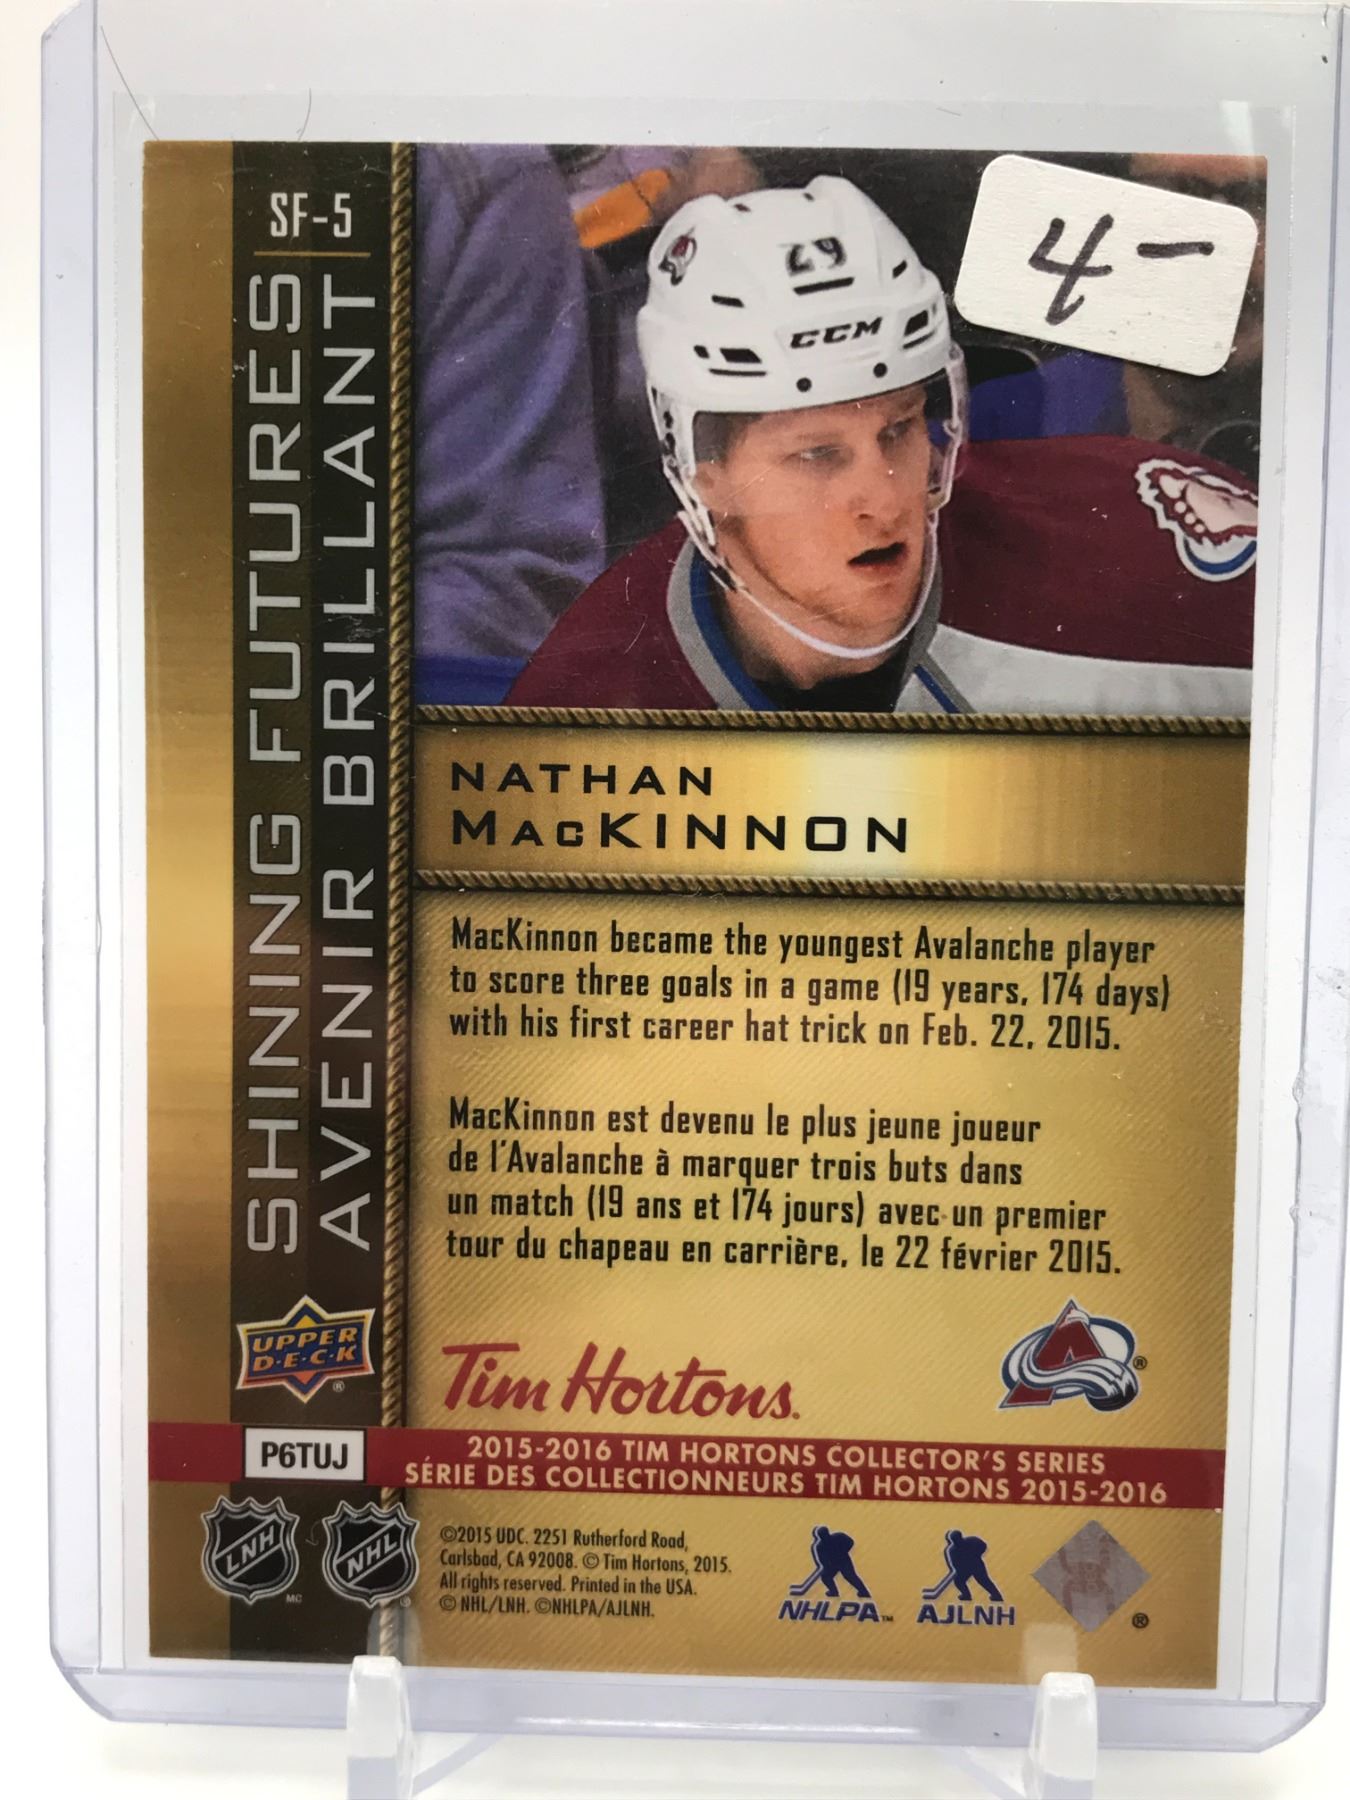 SF-5
SHINING FUTURES
AVENIR BRILLANT
4-
29
CCM
NATHAN
MACKINNON
MacKinnon became the youngest Avalanche player
to score three goals in a game (19 years, 174 days)
with his first career hat trick on Feb. 22, 2015.
MacKinnon est devenu le plus jeune joueur
de l'Avalanche à marquer trois buts dans
un match (19 ans et 174 jours) avec un premier
tour du chapeau en carrière, le 22 février 2015.
UPPER
D·E·C·K
®
Tim Hortons.
®
P6TUJ
2015-2016 TIM HORTONS COLLECTOR'S SERIES
SÉRIE DES COLLECTIONNEURS TIM HORTONS 2015-2016
LNH
MC
NHL
®
©2015 UDC. 2251 Rutherford Road,
Carlsbad, CA 92008. © Tim Hortons, 2015.
All rights reserved. Printed in the USA.
© NHL/LNH. ©NHLPA/AJLNH.
NHLPA™
AJLNH
®